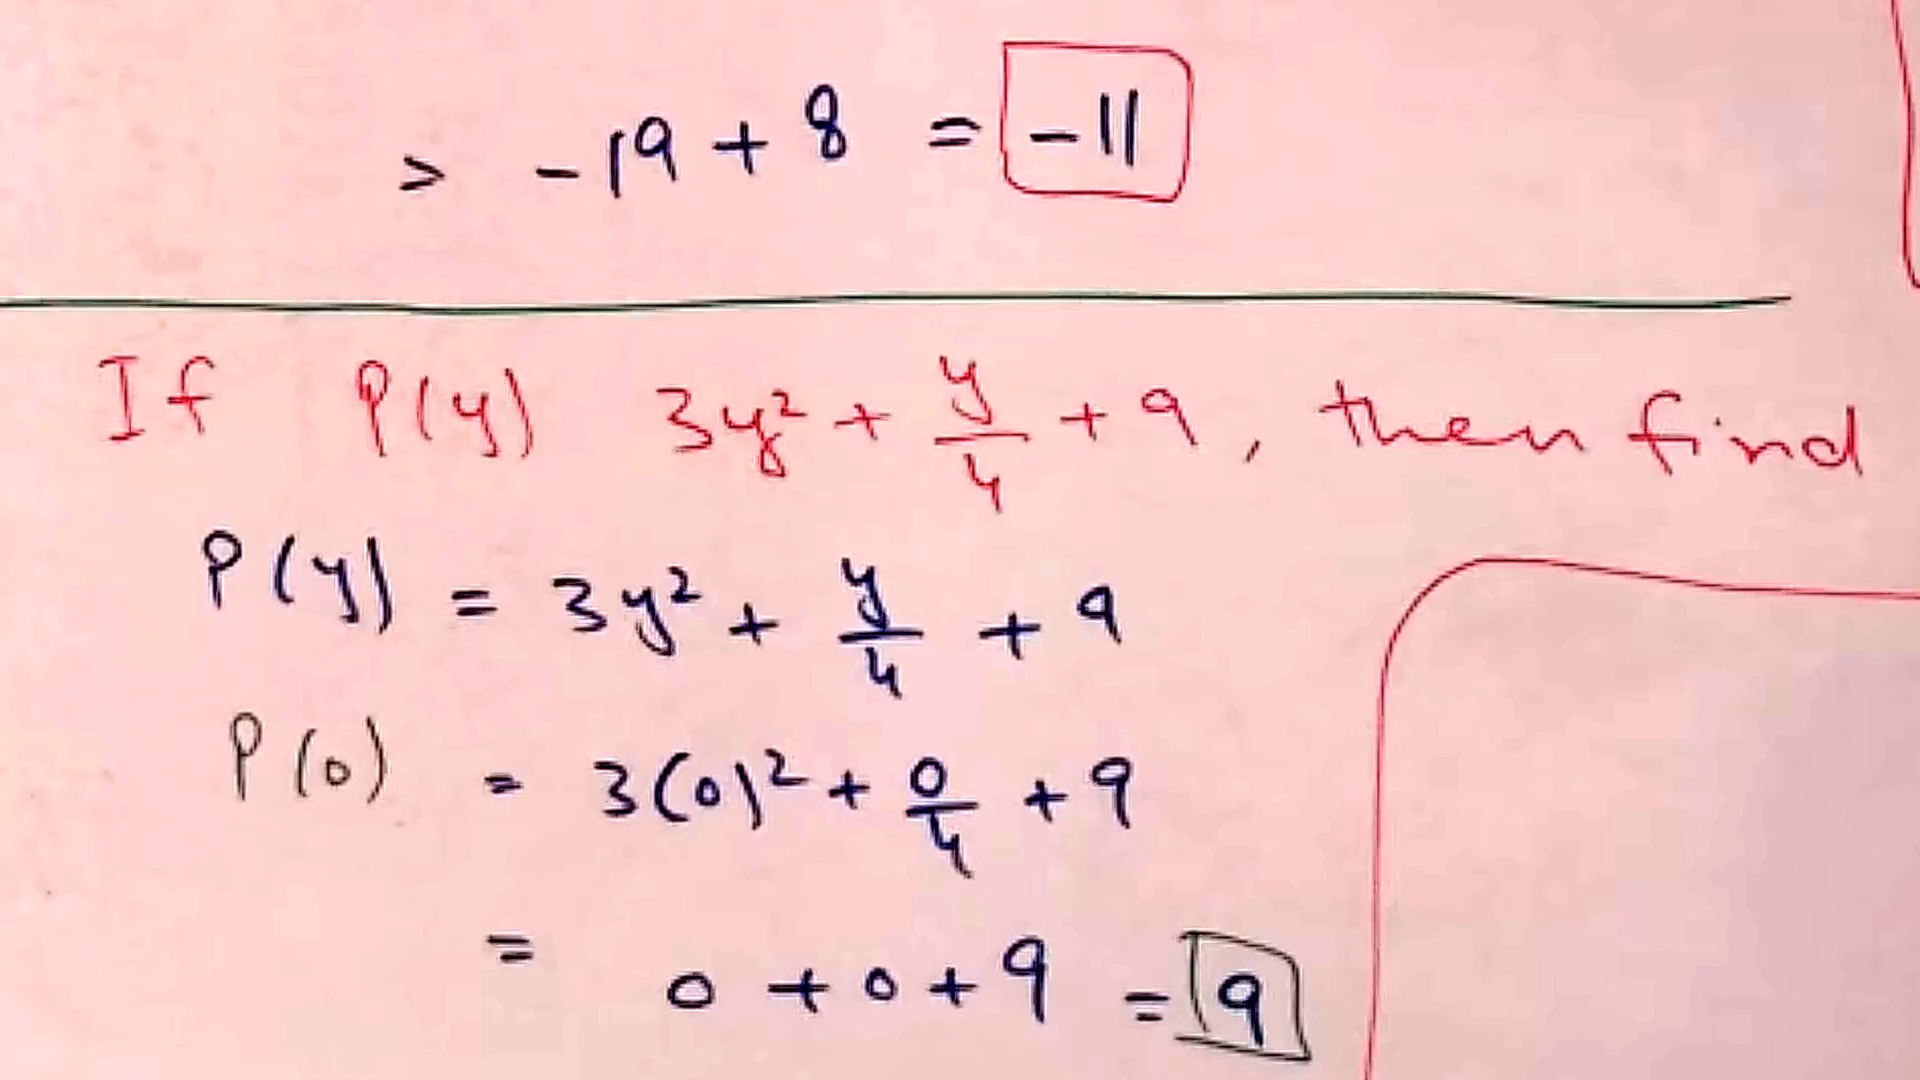 > -19 + 8 = -11
If P(y) 3y² + y/4 + 9, then find
P(y) = 3y² + y/4 + 9
P(0) = 3(0)² + 0/4 + 9
= 0 + 0 + 9 = 9